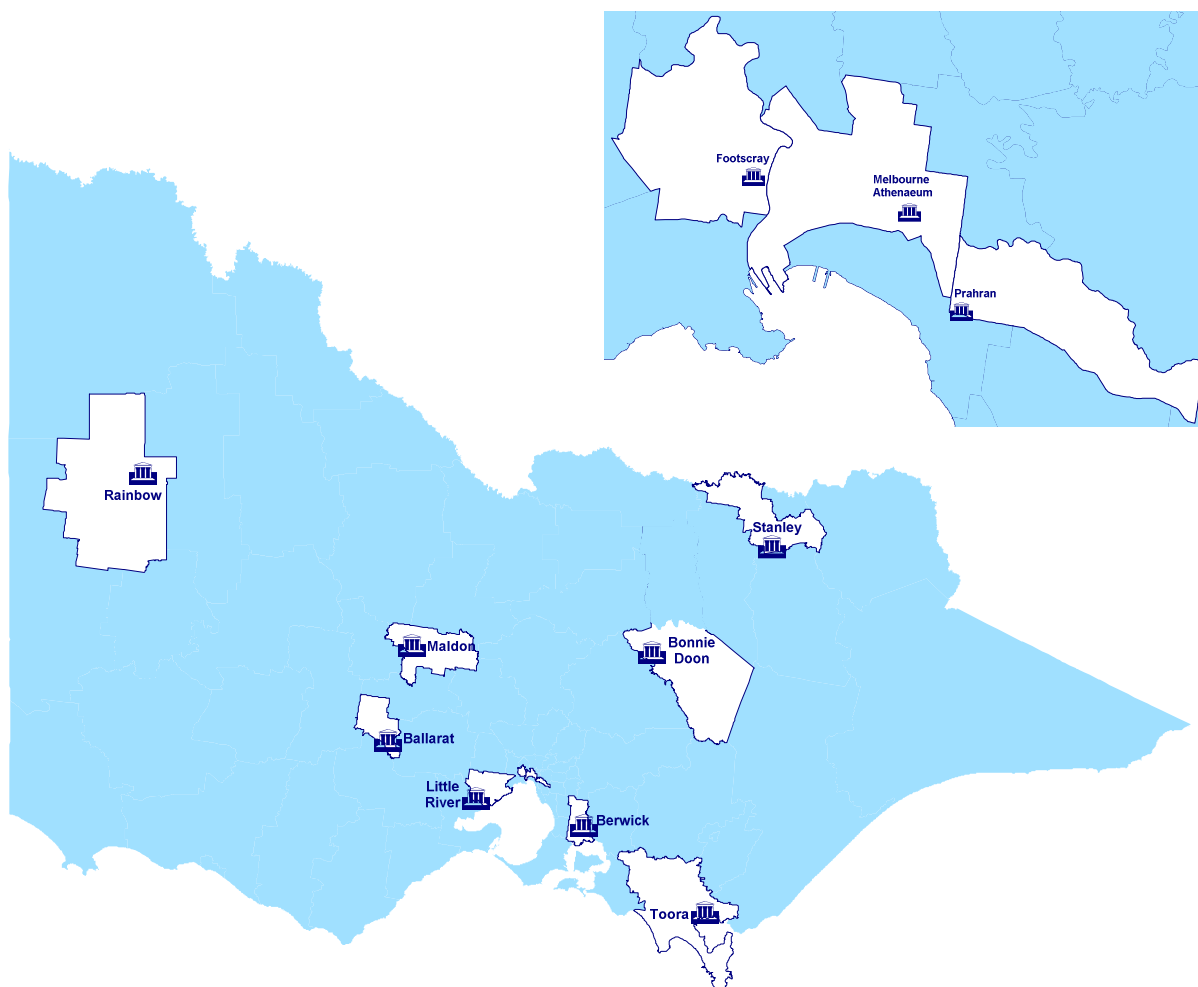 Footscray
Melbourne
Athenaeum
Prahran
Rainbow
Stanley
Maldon
Bonnie
Doon
Ballarat
Little
River
Berwick
Toora